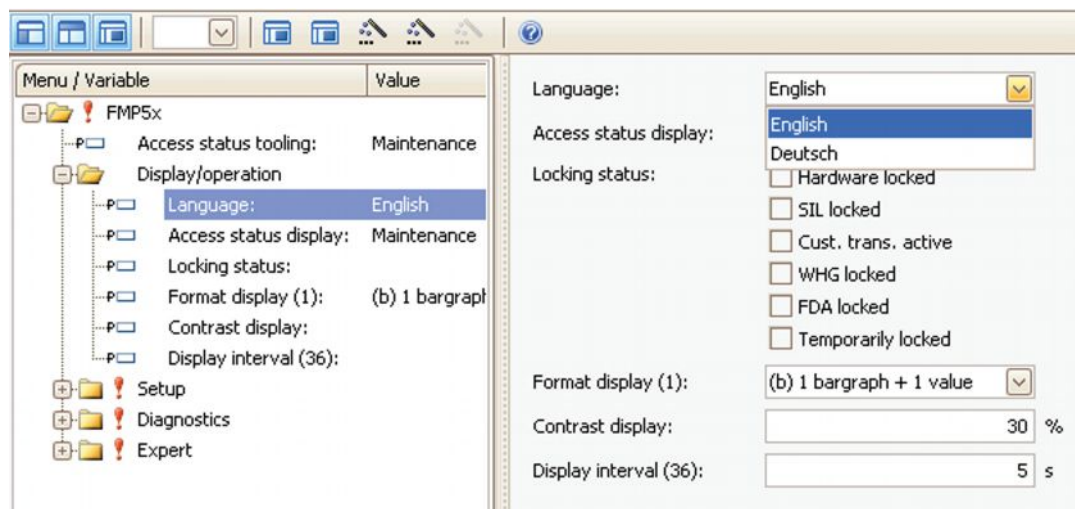 Menu / Variable Value
FMP5x
Access status tooling: Maintenance
Display/operation
Language: English
Access status display: Maintenance
Locking status:
Format display (1): (b) 1 bargraph
Contrast display:
Display interval (36):
Setup
Diagnostics
Expert
Language: English
English
Deutsch
Access status display:
Locking status:
Hardware locked
SIL locked
Cust. trans. active
WHG locked
FDA locked
Temporarily locked
Format display (1): (b) 1 bargraph + 1 value
Contrast display: 30 %
Display interval (36): 5 s